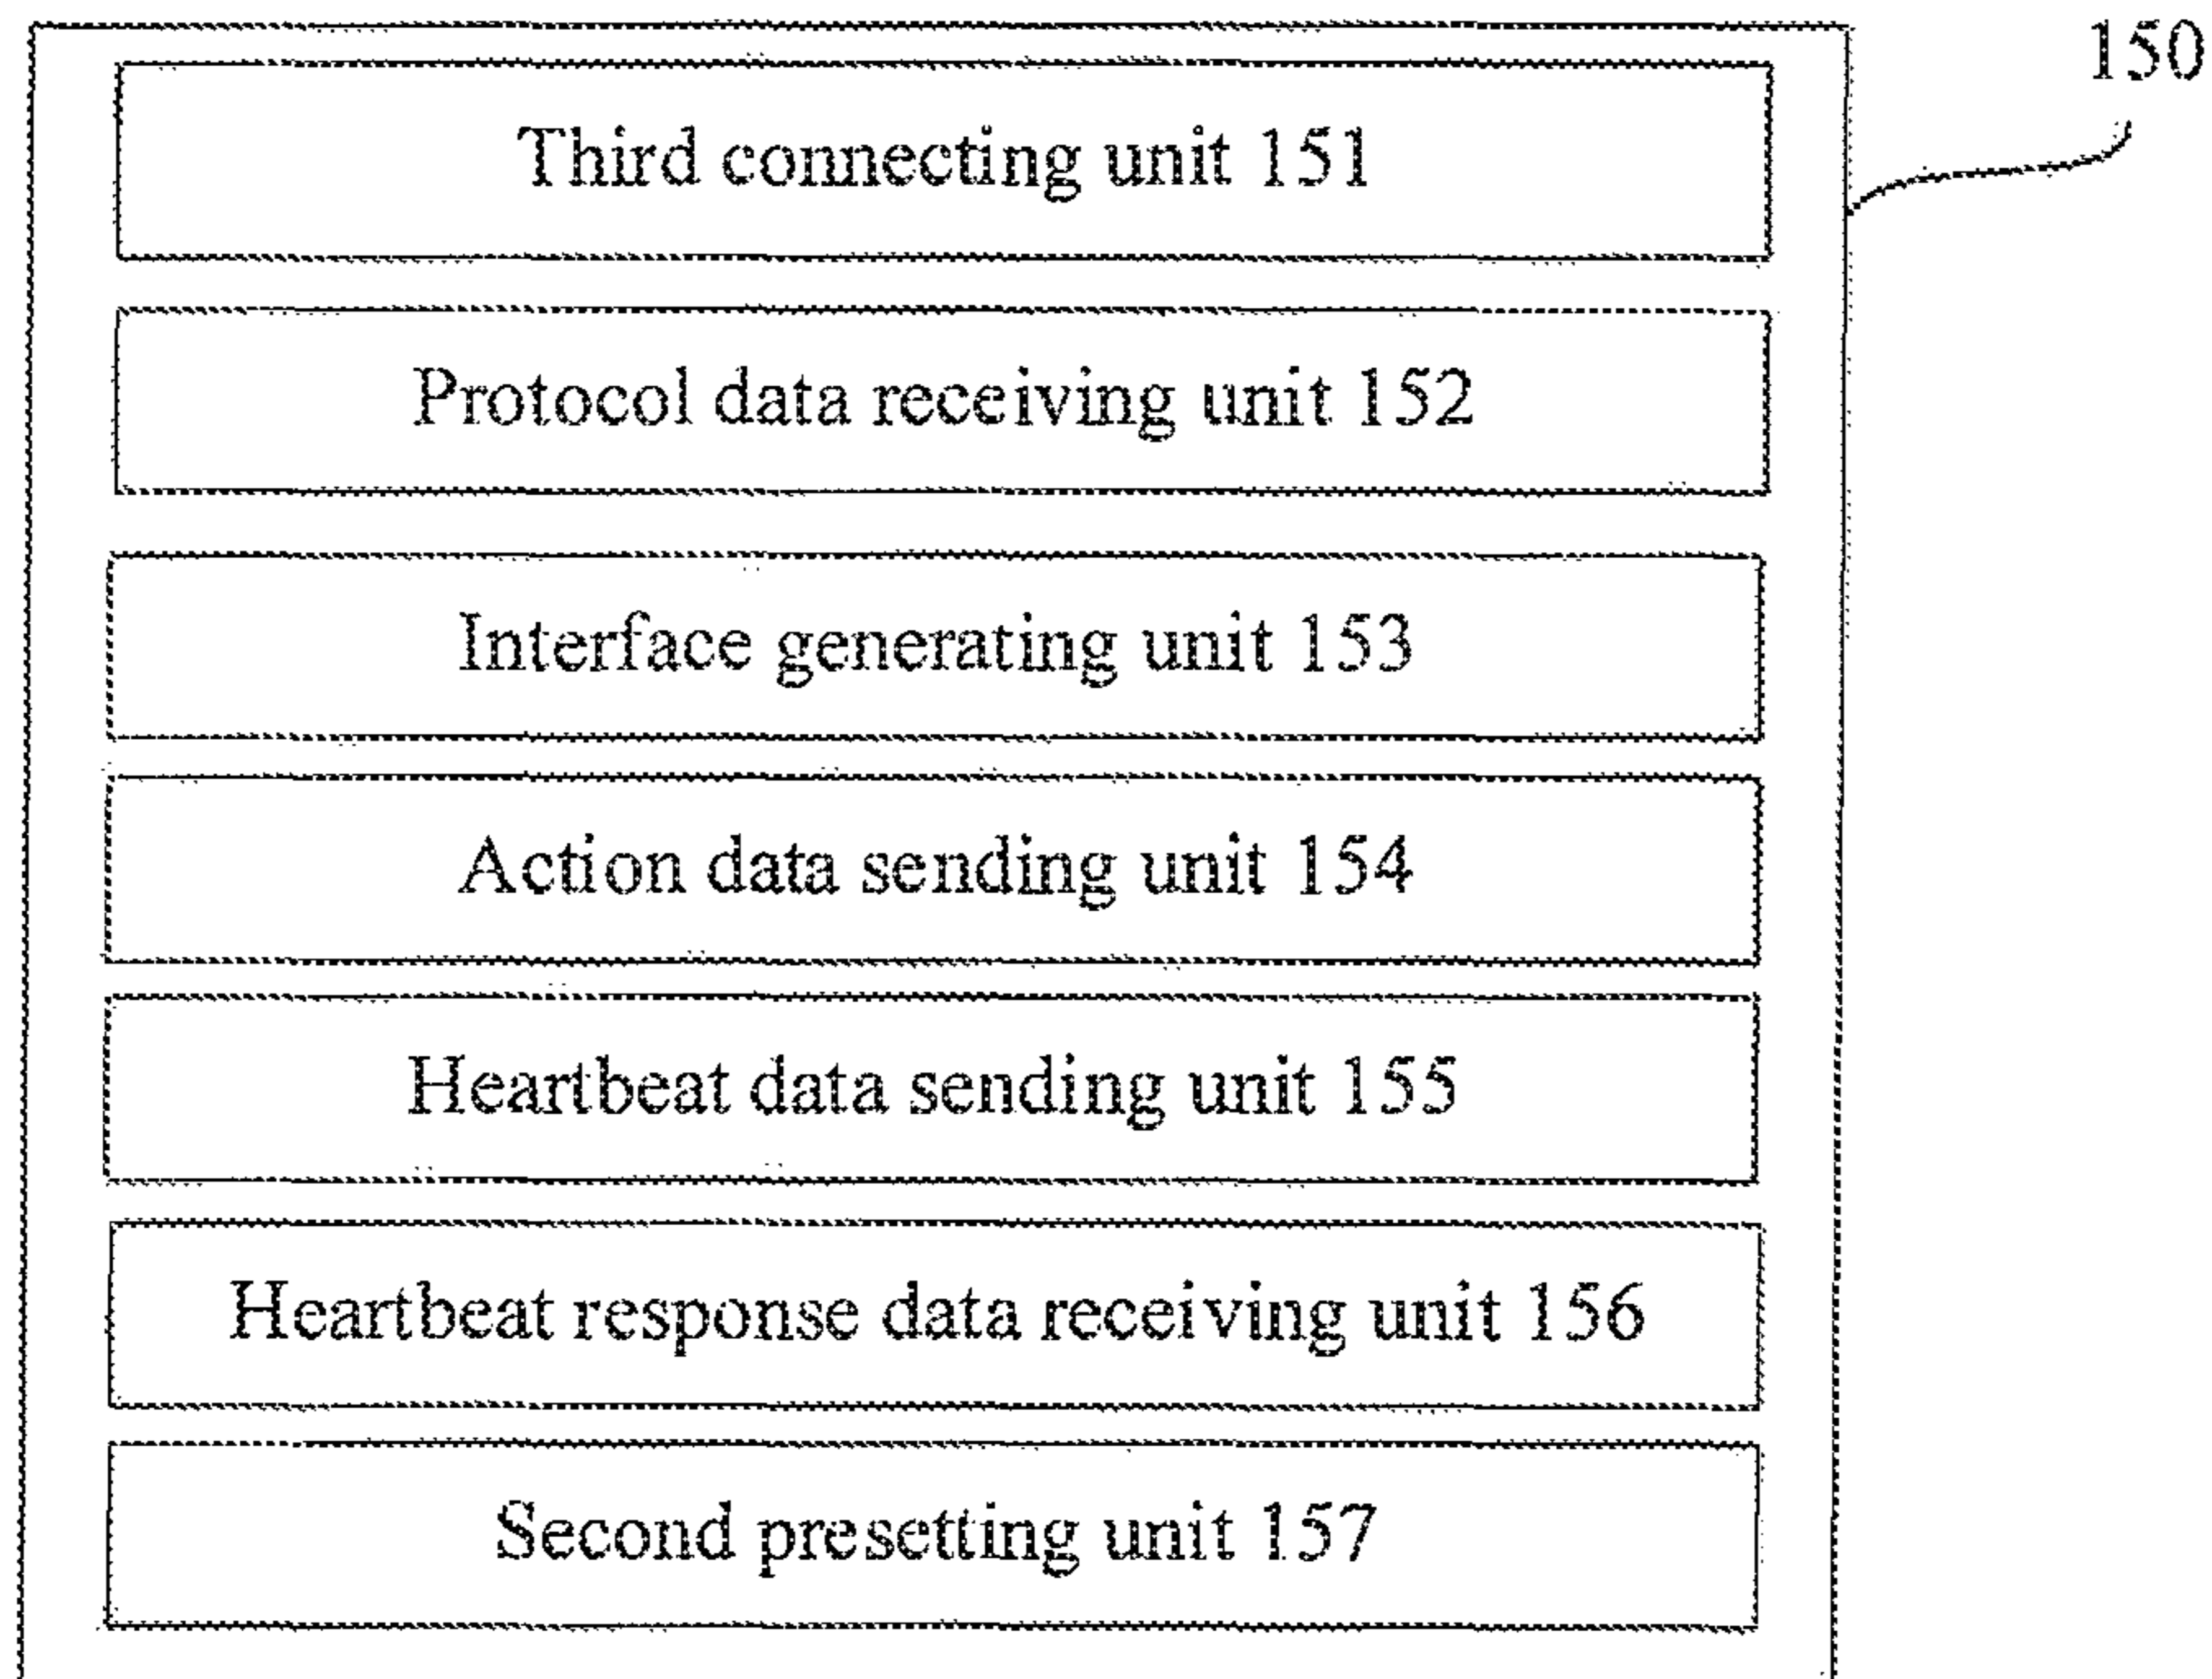 150
Third connecting unit 151
Protocol data receiving unit 152
Interface generating unit 153
Action data sending unit 154
Heartbeat data sending unit 155
Heartbeat response data receiving unit 156
Second presetting unit 157